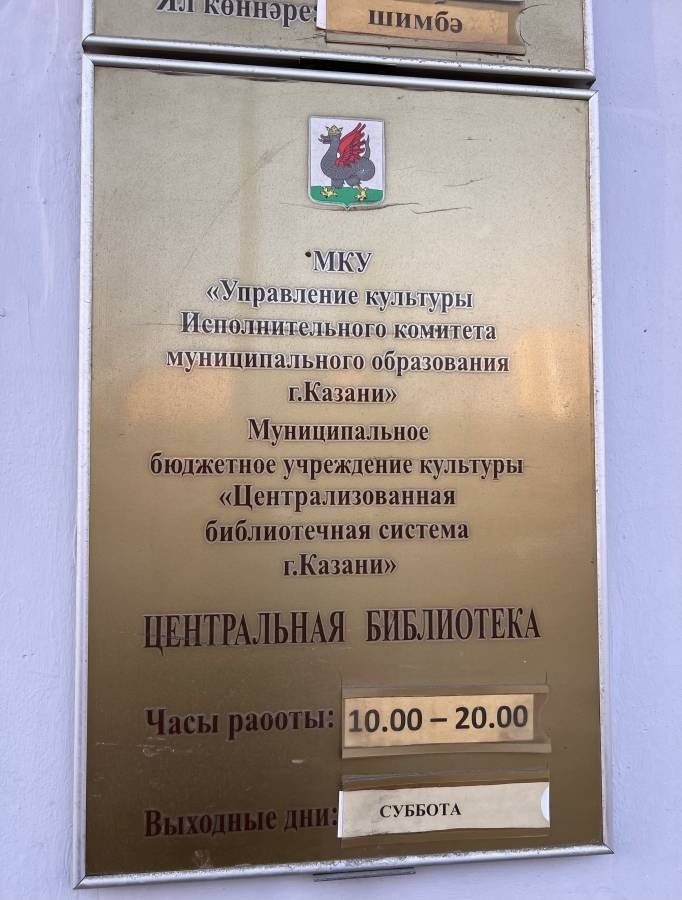 Ял көннәре:
шимбә
МКУ
«Управление культуры
Исполнительного комитета
муниципального образования
г.Казани»
Муниципальное
бюджетное учреждение культуры
«Централизованная
библиотечная система
г.Казани»
ЦЕНТРАЛЬНАЯ БИБЛИОТЕКА
Часы работы: 10.00 – 20.00
Выходные дни: СУББОТА